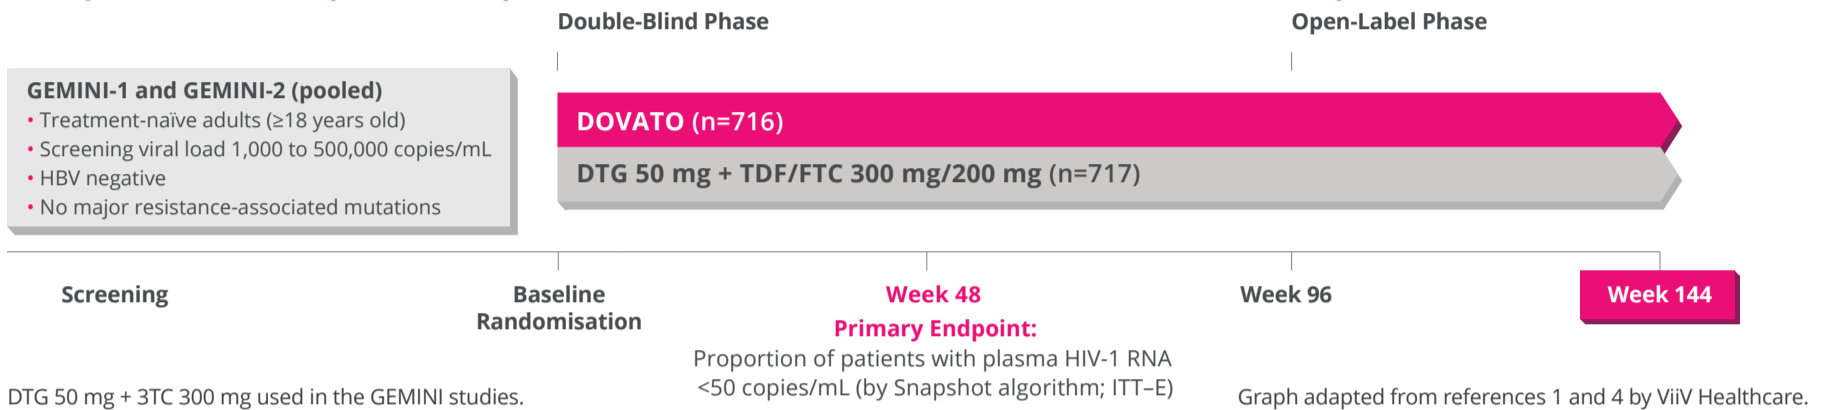 Double-Blind Phase
Open-Label Phase
GEMINI-1 and GEMINI-2 (pooled)
• Treatment-naïve adults (≥18 years old)
• Screening viral load 1,000 to 500,000 copies/mL
• HBV negative
• No major resistance-associated mutations
DOVATO (n=716)
DTG 50 mg + TDF/FTC 300 mg/200 mg (n=717)
Screening
Baseline
Randomisation
Week 48
Primary Endpoint:
Proportion of patients with plasma HIV-1 RNA
<50 copies/mL (by Snapshot algorithm; ITT–E)
Week 96
Week 144
DTG 50 mg + 3TC 300 mg used in the GEMINI studies.
Graph adapted from references 1 and 4 by ViiV Healthcare.